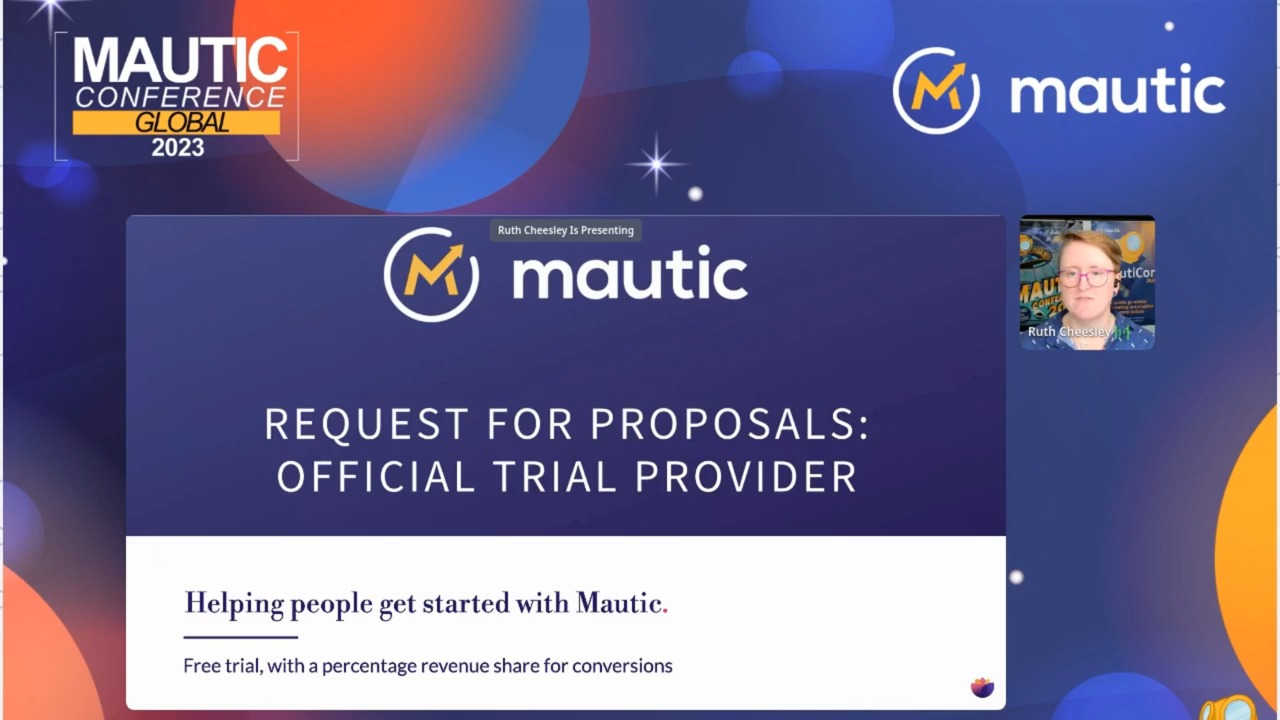 MAUTIC
CONFERENCE
GLOBAL
2023
mautic
Ruth Cheesley Is Presenting
mautic
REQUEST FOR PROPOSALS:
OFFICIAL TRIAL PROVIDER
Helping people get started with Mautic.
Free trial, with a percentage revenue share for conversions
Ruth Cheesley